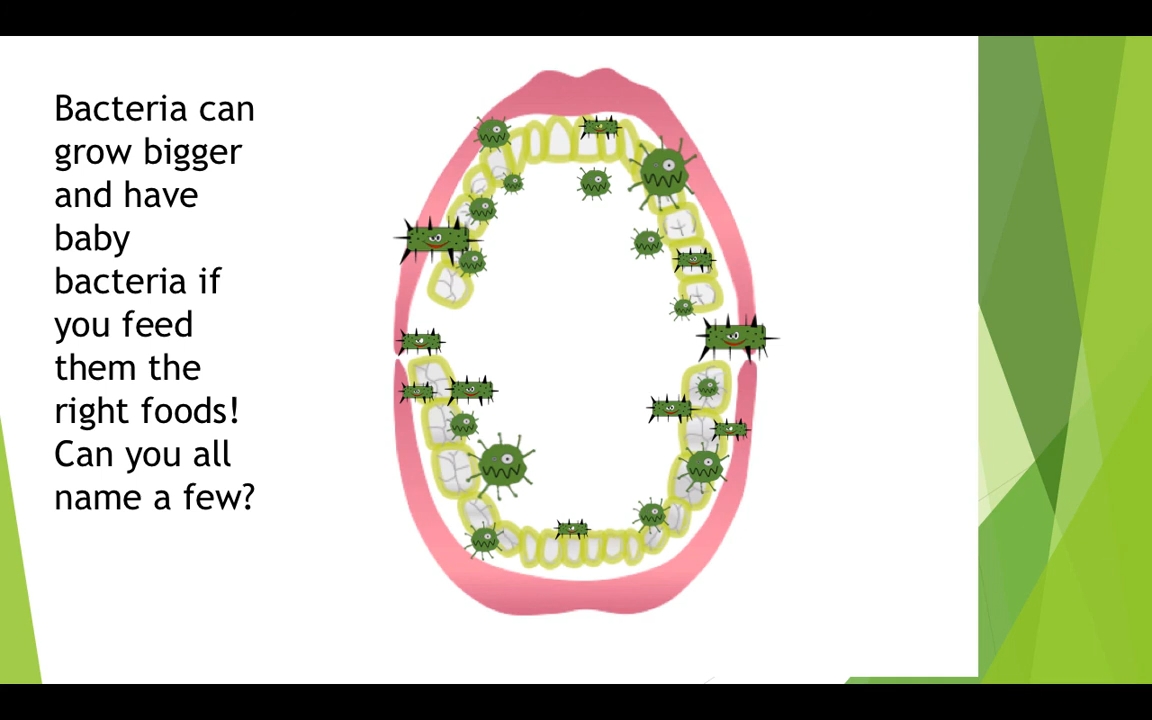 Bacteria can
grow bigger
and have
baby
bacteria if
you feed
them the
right foods!
Can you all
name a few?